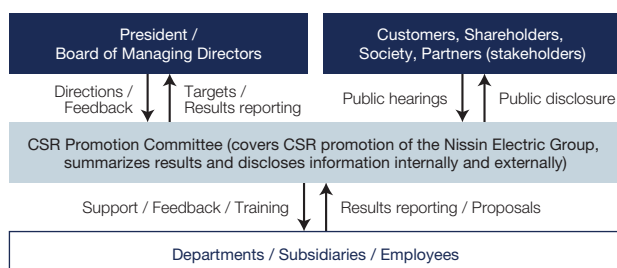 President /
Board of Managing Directors
Customers, Shareholders,
Society, Partners (stakeholders)
Directions /
Feedback
Targets /
Results reporting
Public hearings
Public disclosure
CSR Promotion Committee (covers CSR promotion of the Nissin Electric Group,
summarizes results and discloses information internally and externally)
Support / Feedback / Training
Results reporting / Proposals
Departments / Subsidiaries / Employees